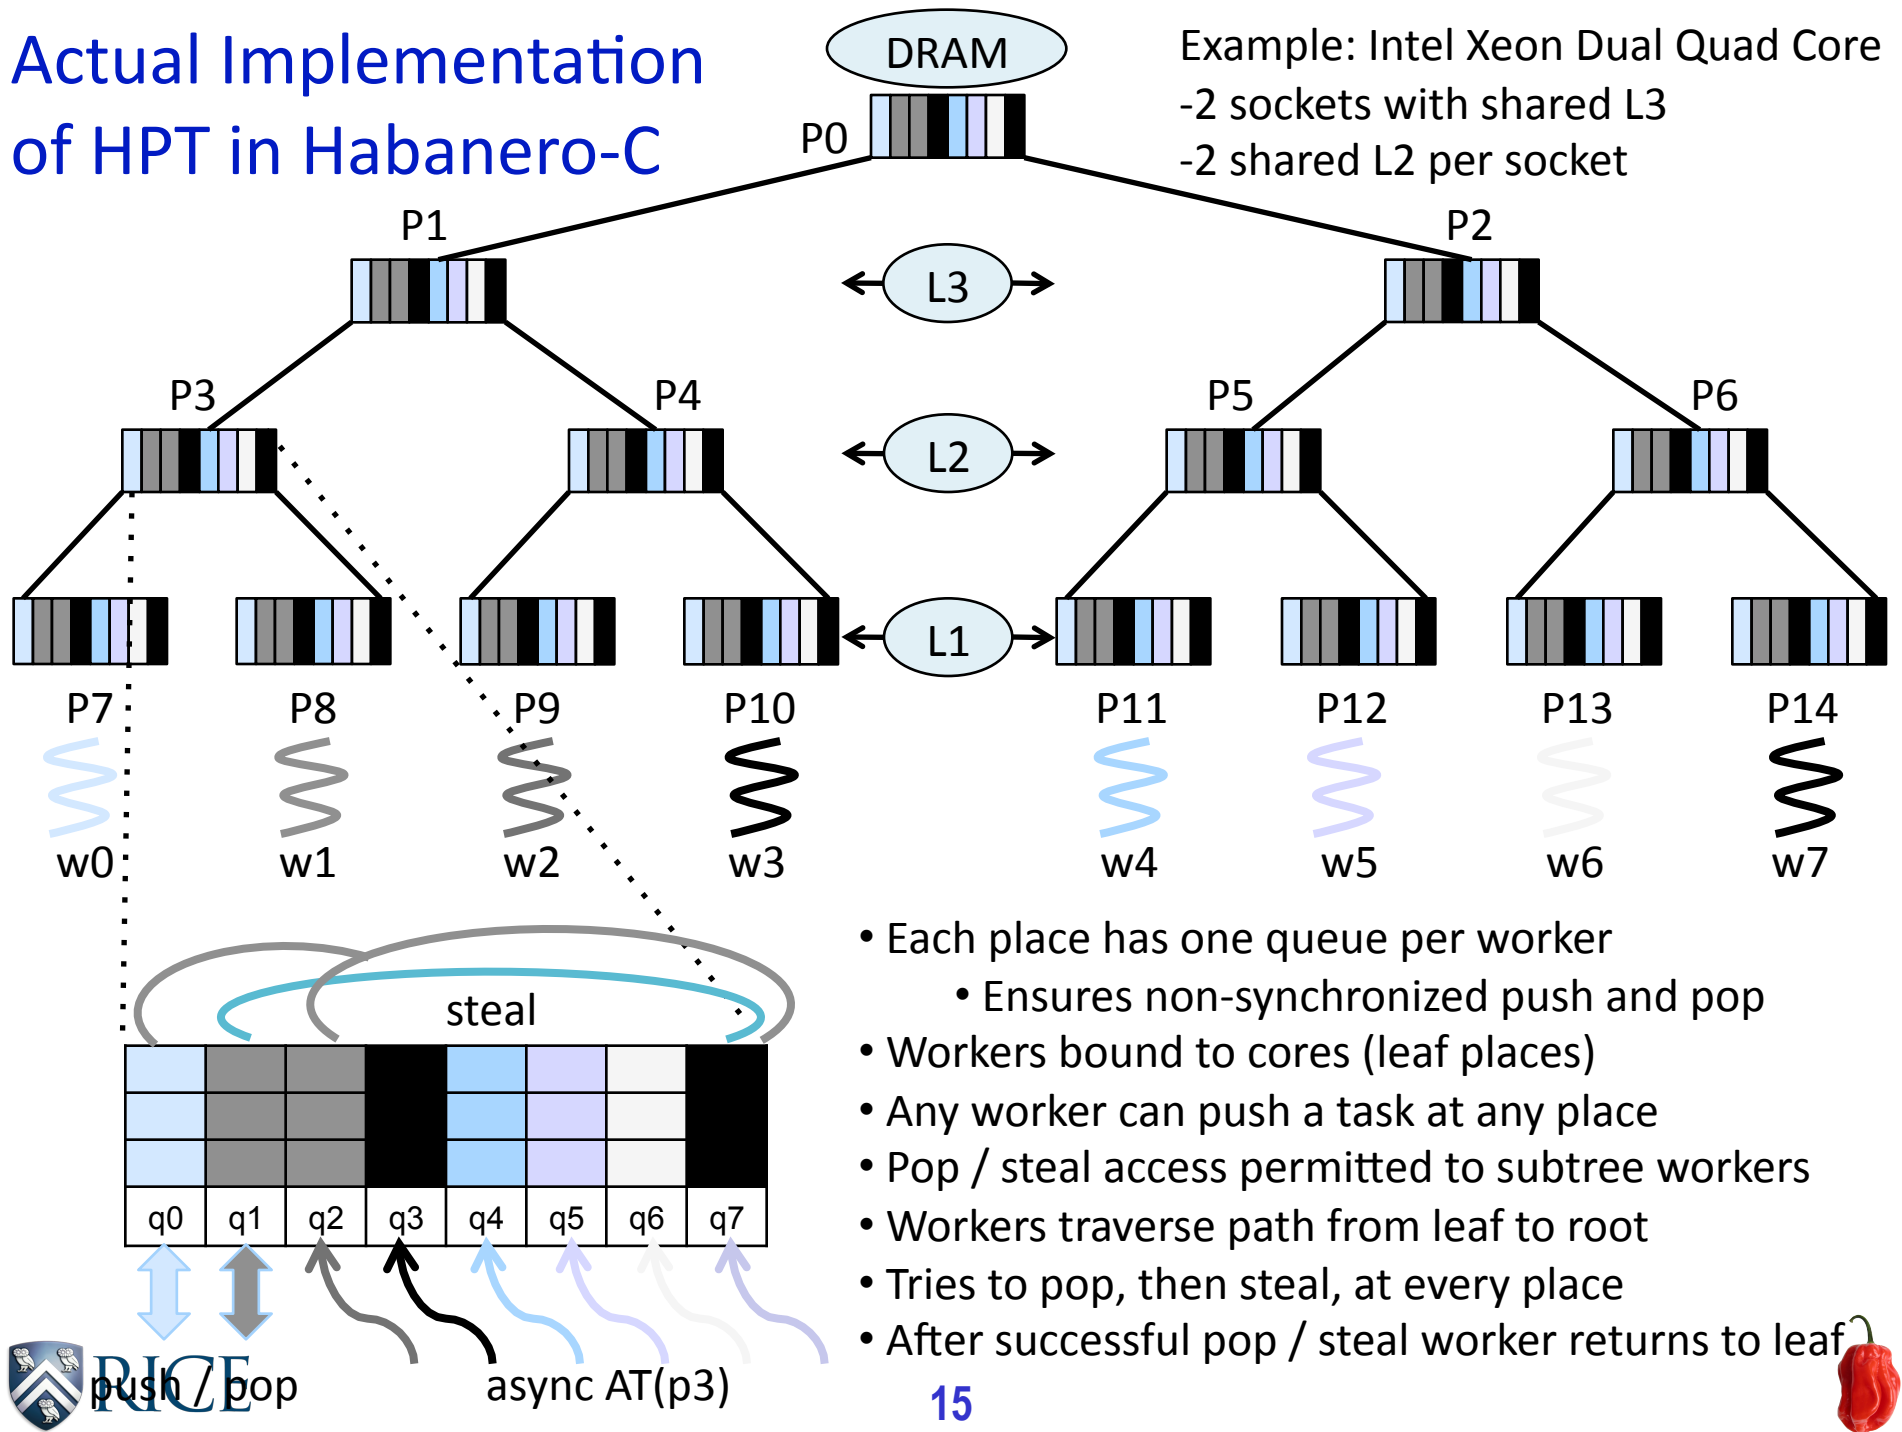 Actual Implementation
of HPT in Habanero-C
DRAM
Example: Intel Xeon Dual Quad Core
-2 sockets with shared L3
-2 shared L2 per socket
P0
P1
P2
L3
P3
P4
P5
P6
L2
L1
P7
P8
P9
P10
P11
P12
P13
P14
w0
w1
w2
w3
w4
w5
w6
w7
steal
q0
q1
q2
q3
q4
q5
q6
q7
push / pop
RICE
async AT(p3)
• Each place has one queue per worker
• Ensures non-synchronized push and pop
• Workers bound to cores (leaf places)
• Any worker can push a task at any place
• Pop / steal access permitted to subtree workers
• Workers traverse path from leaf to root
• Tries to pop, then steal, at every place
• After successful pop / steal worker returns to leaf
15